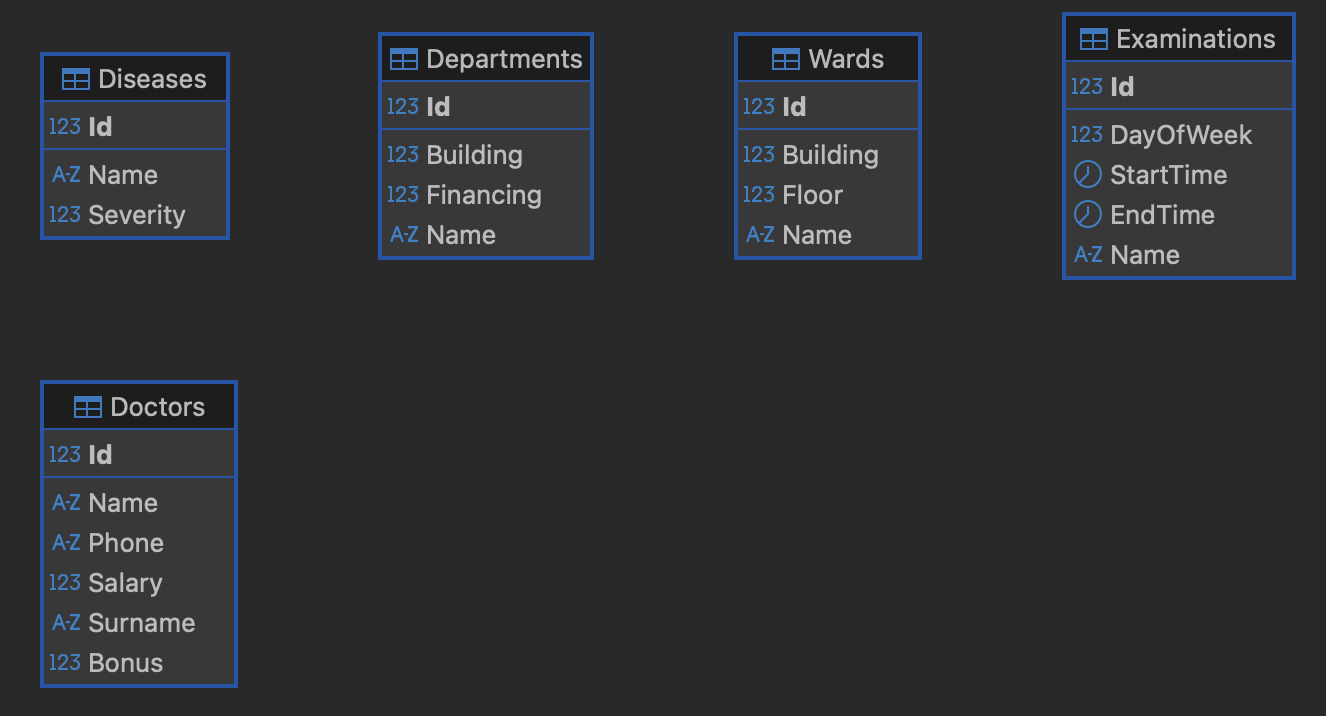 Diseases
123 Id
A-Z Name
123 Severity
Departments
123 Id
123 Building
123 Financing
A-Z Name
Wards
123 Id
123 Building
123 Floor
A-Z Name
Examinations
123 Id
123 DayOfWeek
StartTime
EndTime
A-Z Name
Doctors
123 Id
A-Z Name
A-Z Phone
123 Salary
A-Z Surname
123 Bonus